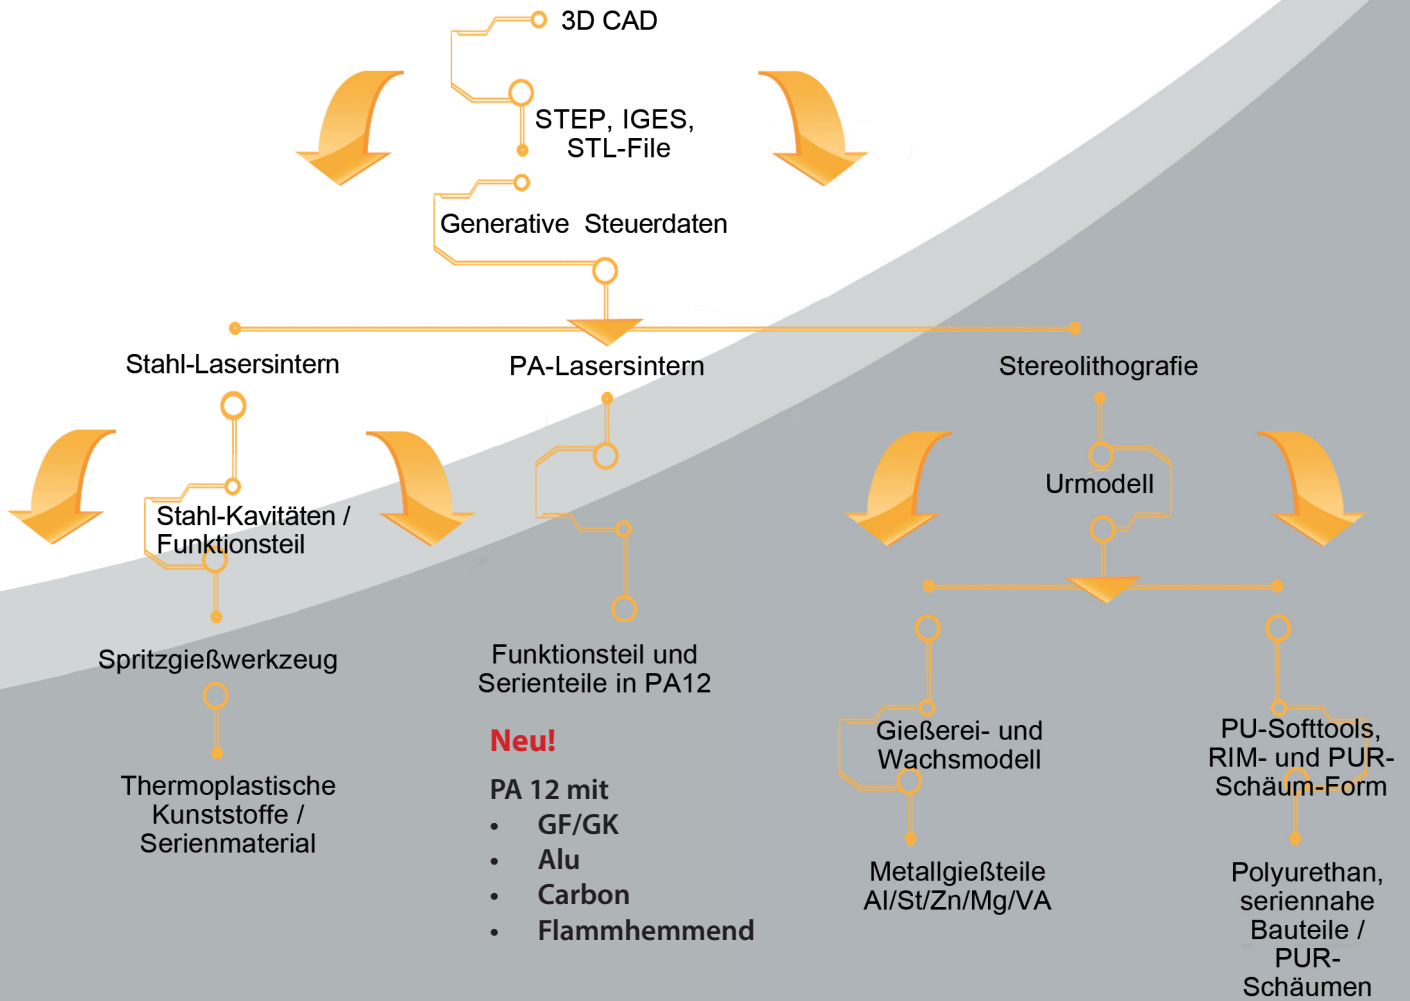 3D CAD
STEP, IGES,
STL-File
Generative Steuerdaten
Stahl-Lasersintern
PA-Lasersintern
Stereolithografie
Stahl-Kavitäten /
Funktionsteil
Urmodell
Spritzgießwerkzeug
Thermoplastische
Kunststoffe /
Serienmaterial
Funktionsteil und
Serienteile in PA12
Neu!
PA 12 mit
• GF/GK
• Alu
• Carbon
• Flammhemmend
Gießerei- und
Wachsmodell
Metallgießteile
Al/St/Zn/Mg/VA
PU-Softtools,
RIM- und PUR-
Schäum-Form
Polyurethan,
seriennahe
Bauteile /
PUR-
Schäumen